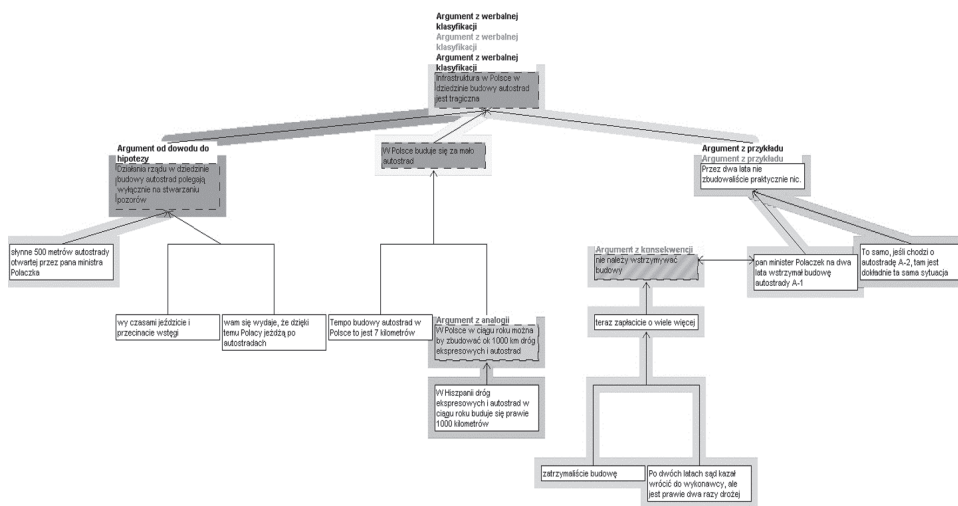 Argument z werbalnej
klasyfikacji
Argument z werbalnej
klasyfikacji
Argument z werbalnej
klasyfikacji
Infrastruktura w Polsce w
dziedzinie budowy autostrad
jest tragiczna
Argument od dowodu do
hipotezy
Działania rządu w dziedzinie
budowy autostrad polegają
wyłącznie na stwarzaniu
pozorów
W Polsce buduje się za mało
autostrad
Argument z przykładu
Argument z przykładu
Przez dwa lata nie
zbudowaliście praktycznie nic.
słynne 500 metrów autostrady
otwartej przez pana ministra
Polaczka
Argument z konsekwencji
nie należy wstrzymywać
budowy
pan minister Polaczek na dwa
lata wstrzymał budowę
autostrady A-1
To samo, jeśli chodzi o
autostradę A-2, tam jest
dokładnie ta sama sytuacja
wy czasami jeździcie i
przecinacie wstęgi
wam się wydaje, że dzięki
temu Polacy jeżdżą po
autostradach
Tempo budowy autostrad w
Polsce to jest 7 kilometrów
Argument z analogii
W Polsce w ciągu roku można
by zbudować ok 1000 km dróg
ekspresowych i autostrad
teraz zapłacicie o wiele więcej
W Hiszpanii dróg
ekspresowych i autostrad w
ciągu roku buduje się prawie
1000 kilometrów
zatrzymaliście budowę
Po dwóch latach sąd kazał
wrócić do wykonawcy, ale
jest prawie dwa razy drożej